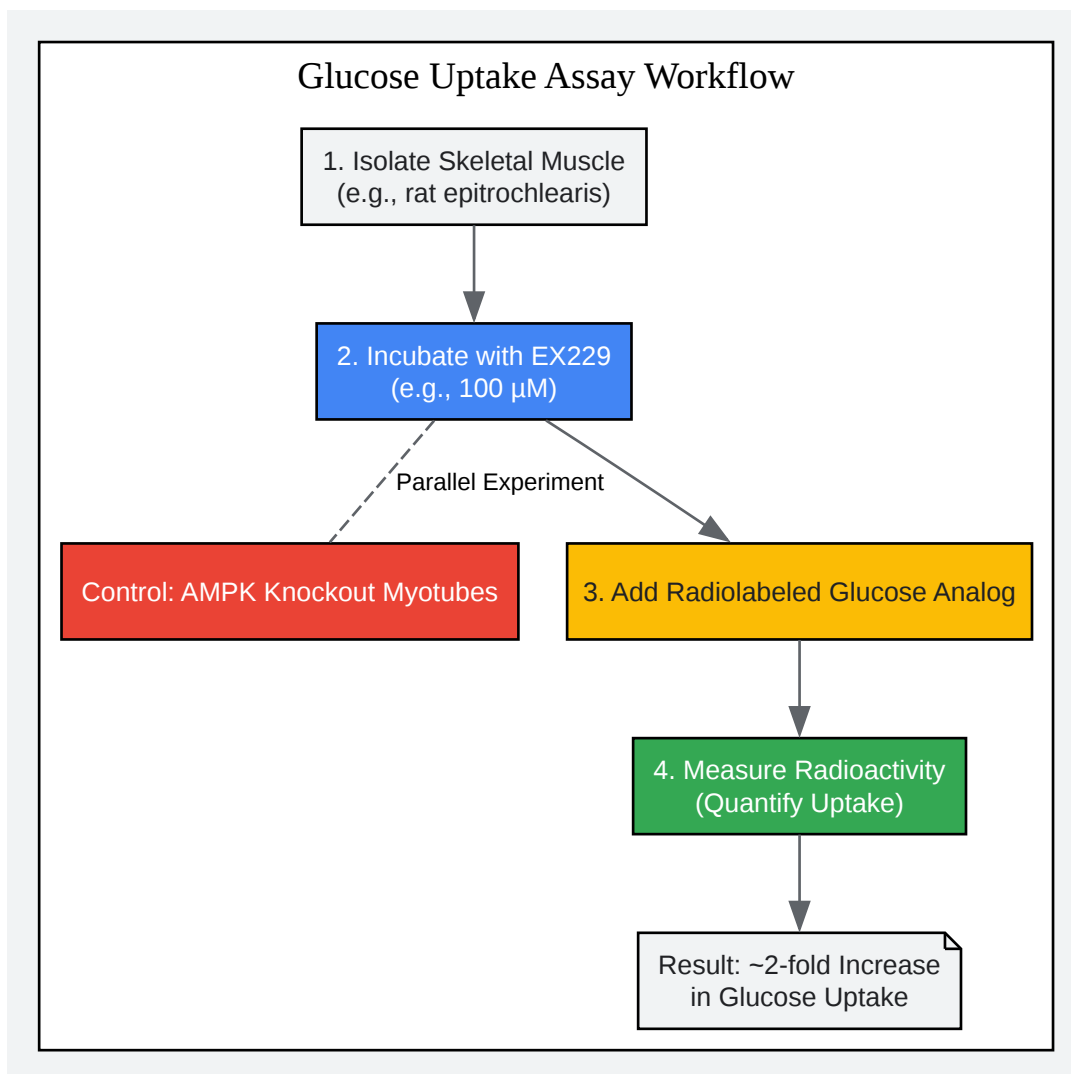 Glucose Uptake Assay Workflow
1. Isolate Skeletal Muscle
(e.g., rat epitrochlearis)
2. Incubate with EX229
(e.g., 100 µM)
Parallel Experiment
Control: AMPK Knockout Myotubes
3. Add Radiolabeled Glucose Analog
4. Measure Radioactivity
(Quantify Uptake)
Result: ~2-fold Increase
in Glucose Uptake